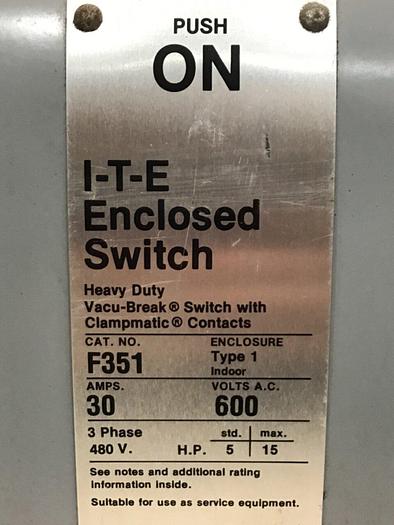 PUSH
ON
I-T-E
Enclosed
Switch
Heavy Duty
Vacu-Break® Switch with
Clampmatic® Contacts
CAT. NO. ENCLOSURE
F351 Type 1
Indoor
AMPS. VOLTS A.C.
30 600
3 Phase std. max.
480 V. H.P. 5 15
See notes and additional rating
information inside.
Suitable for use as service equipment.